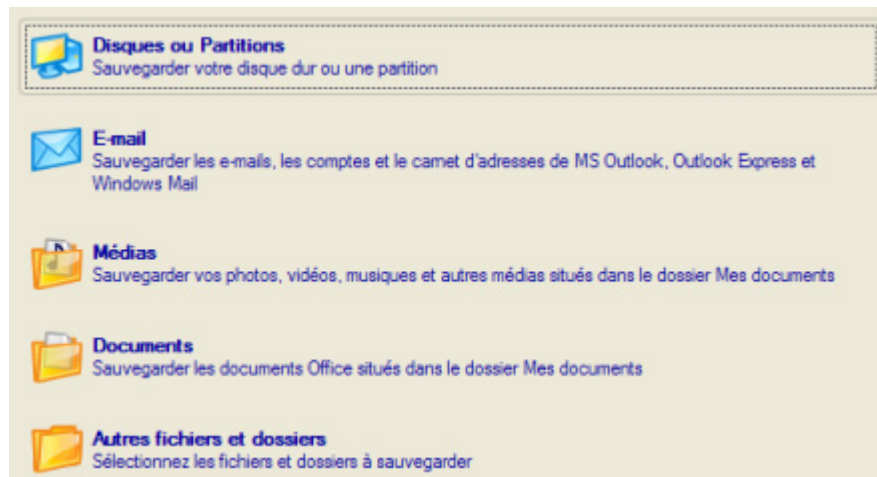 Disques ou Partitions
Sauvegarder votre disque dur ou une partition
E-mail
Sauvegarder les e-mails, les comptes et le carnet d'adresses de MS Outlook, Outlook Express et
Windows Mail
Médias
Sauvegarder vos photos, vidéos, musiques et autres médias situés dans le dossier Mes documents
Documents
Sauvegarder les documents Office situés dans le dossier Mes documents
Autres fichiers et dossiers
Sélectionnez les fichiers et dossiers à sauvegarder